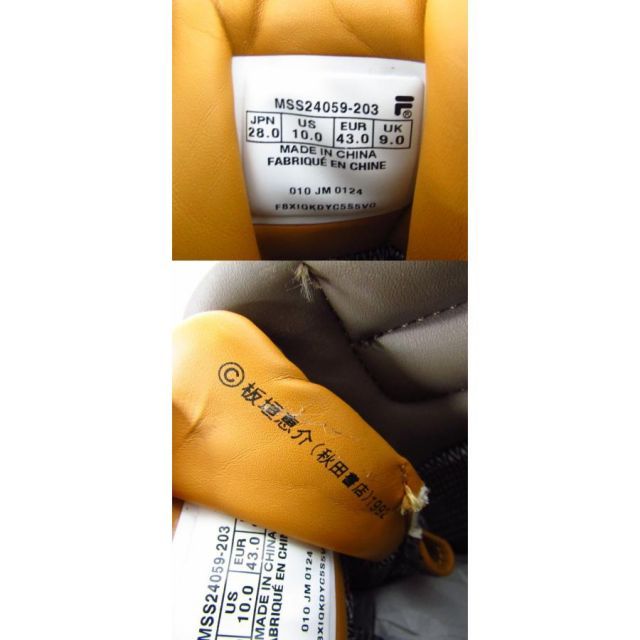 MSS24059-203
JPN US EUR UK
28.0 10.0 43.0 9.0
MADE IN CHINA
FABRIQUÉ EN CHINE
010 JM 0124
F8XIQKDYC5S5VO
©板垣恵介(秋田書店)1992
MSS24059-203
US EUR
10.0 43.0
MADE IN CHINA
FABRIQUÉ EN CHINE
010 JM 0124
F8XIQKDYC5S5VO